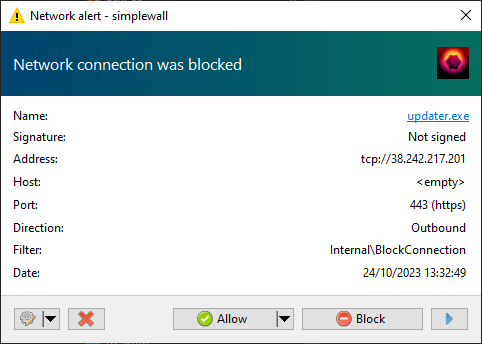 Network alert - simplewall
Network connection was blocked
Name: updater.exe
Signature: Not signed
Address: tcp://38.242.217.201
Host: <empty>
Port: 443 (https)
Direction: Outbound
Filter: Internal\BlockConnection
Date: 24/10/2023 13:32:49
Allow Block